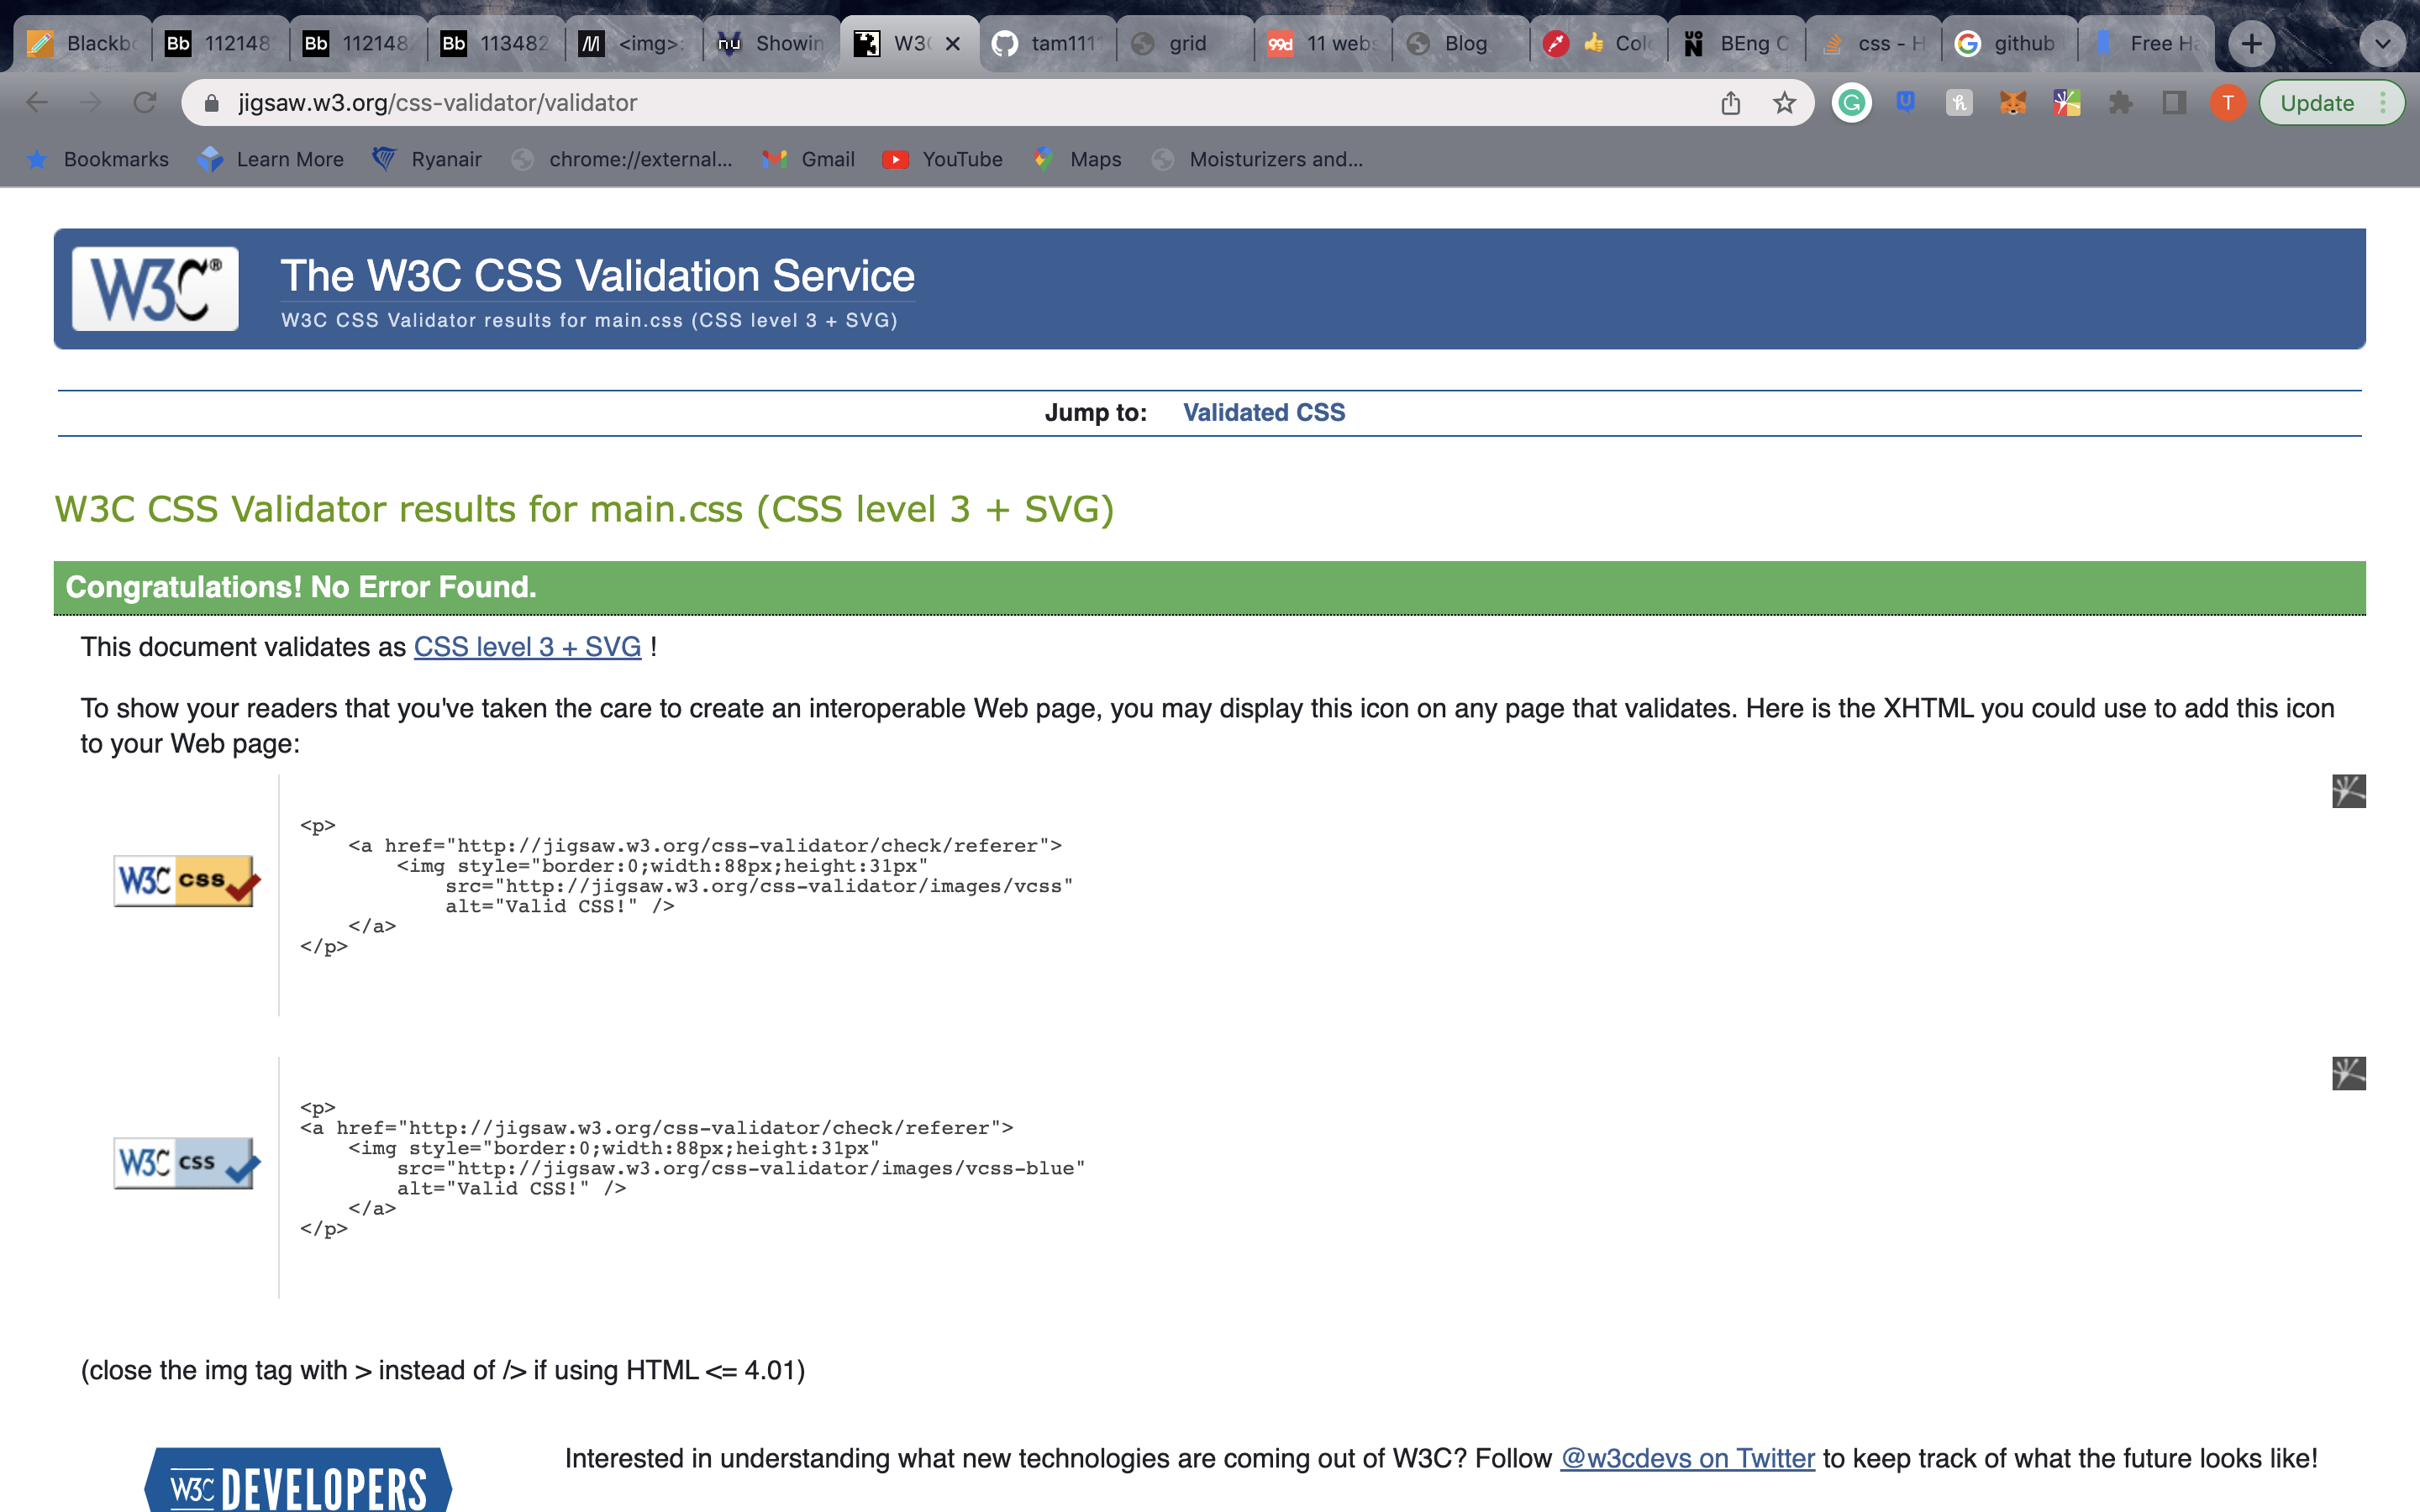 Blackbo
Bb 112148
Bb 112148
Bb 113482
<img>:
nu Showin
W3C
tam111
grid
99d 11 webs
Blog
Colo
UON BEng C
css - H
github
Free Ha
jigsaw.w3.org/css-validator/validator
T
Update
Bookmarks
Learn More
Ryanair
chrome://external...
Gmail
YouTube
Maps
Moisturizers and...
W3C®
The W3C CSS Validation Service
W3C CSS Validator results for main.css (CSS level 3 + SVG)
Jump to: Validated CSS
W3C CSS Validator results for main.css (CSS level 3 + SVG)
Congratulations! No Error Found.
This document validates as CSS level 3 + SVG !
To show your readers that you've taken the care to create an interoperable Web page, you may display this icon on any page that validates. Here is the XHTML you could use to add this icon
to your Web page:
W3C css
<p>
<a href="http://jigsaw.w3.org/css-validator/check/referer">
<img style="border:0;width:88px;height:31px"
src="http://jigsaw.w3.org/css-validator/images/vcss"
alt="Valid CSS!" />
</a>
</p>
W3C css
<p>
<a href="http://jigsaw.w3.org/css-validator/check/referer">
<img style="border:0;width:88px;height:31px"
src="http://jigsaw.w3.org/css-validator/images/vcss-blue"
alt="Valid CSS!" />
</a>
</p>
(close the img tag with > instead of /> if using HTML <= 4.01)
W3C DEVELOPERS
Interested in understanding what new technologies are coming out of W3C? Follow @w3cdevs on Twitter to keep track of what the future looks like!